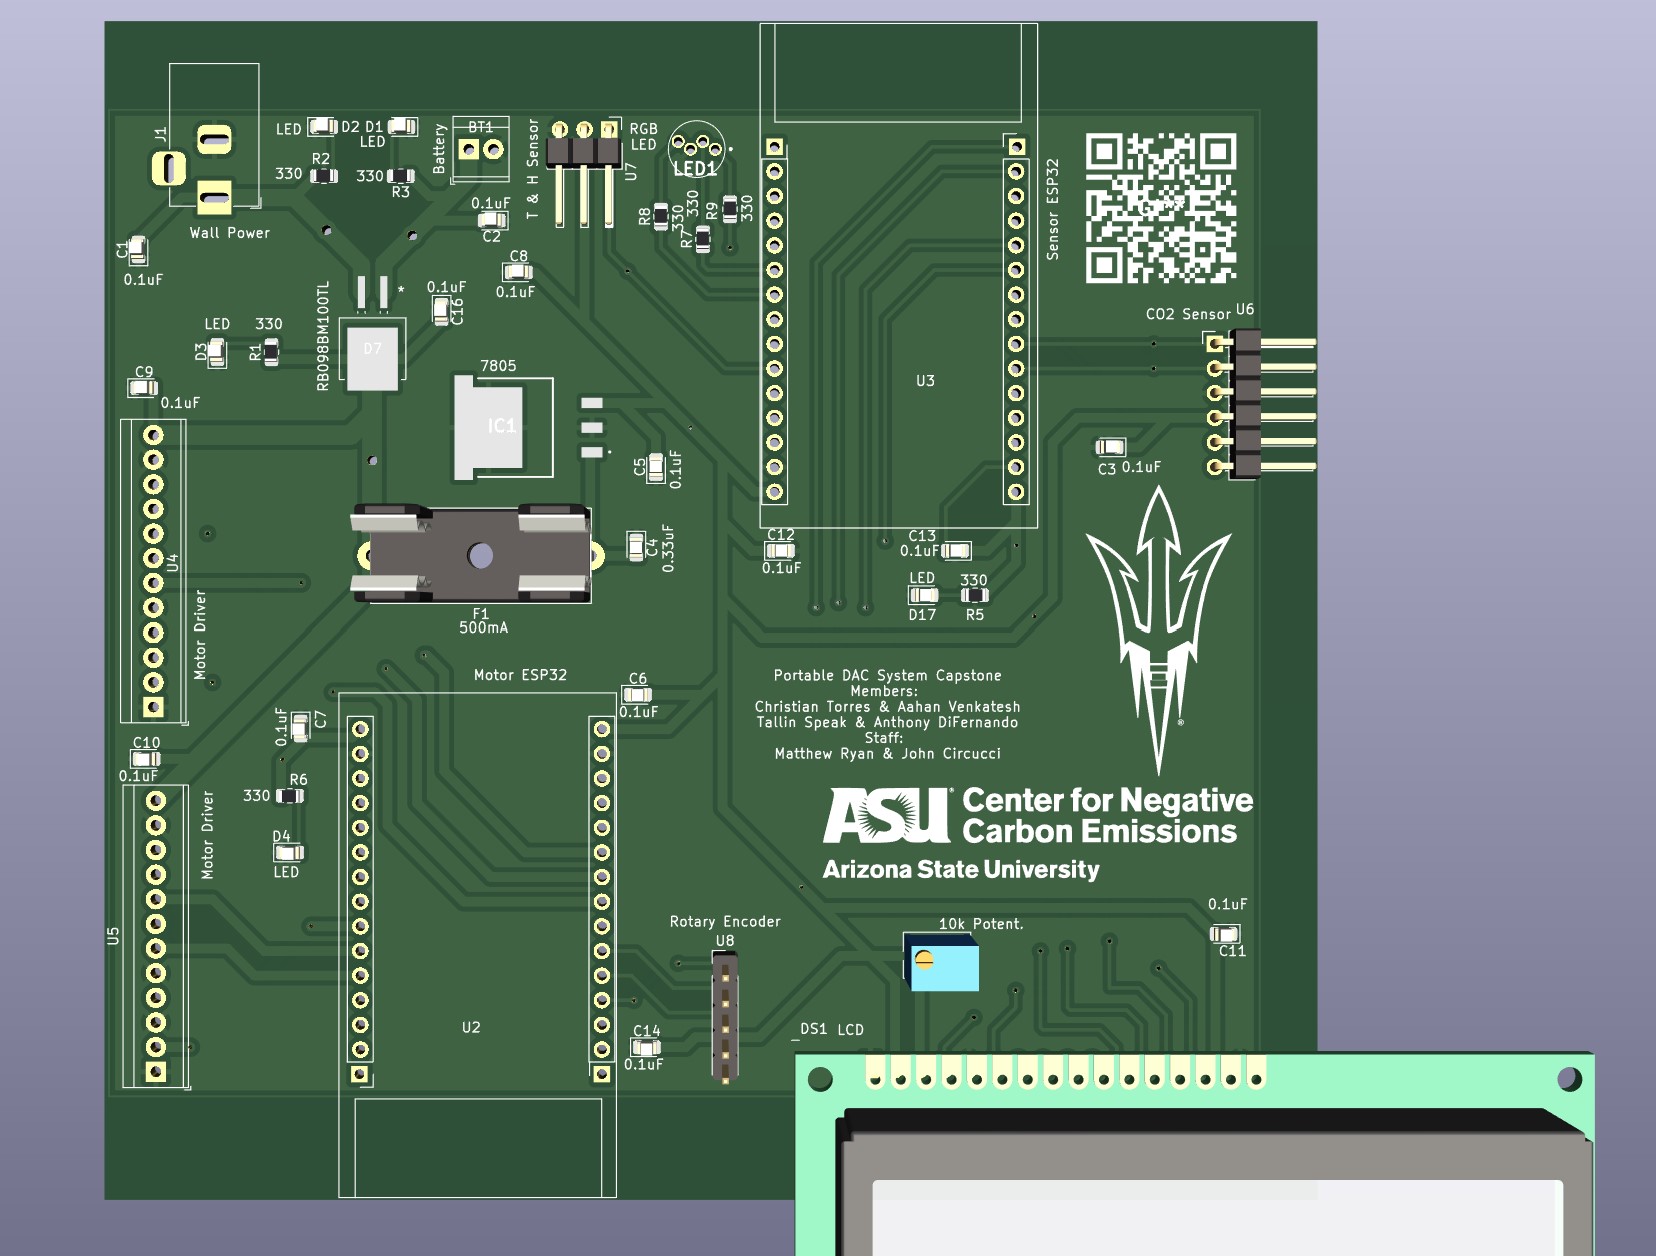 J1
LED
D2
D1
LED
R2
330
330
R3
Wall Power
C1
0.1uF
Battery
BT1
0.1uF
C2
T & H Sensor
RGB
LED
U7
LED1
R8
330
R7
330
R9
330
Sensor ESP32
C8
0.1uF
RB098BM100TL
*
0.1uF
C16
LED
D3
330
R1
D7
C9
0.1uF
7805
IC1
U3
CO2 Sensor
U6
C5
0.1uF
C3
0.1uF
U4
Motor Driver
F1
500mA
C4
0.33uF
C12
0.1uF
C13
0.1uF
LED
D17
330
R5
Motor ESP32
C6
0.1uF
Portable DAC System Capstone
Members:
Christian Torres & Aahan Venkatesh
Tallin Speak & Anthony DiFernando
Staff:
Matthew Ryan & John Circucci
®
C7
0.1uF
C10
0.1uF
R6
330
D4
LED
Motor Driver
U5
ASU® Center for Negative
Carbon Emissions
Arizona State University
Rotary Encoder
U8
10k Potent.
0.1uF
C11
U2
C14
0.1uF
DS1 LCD